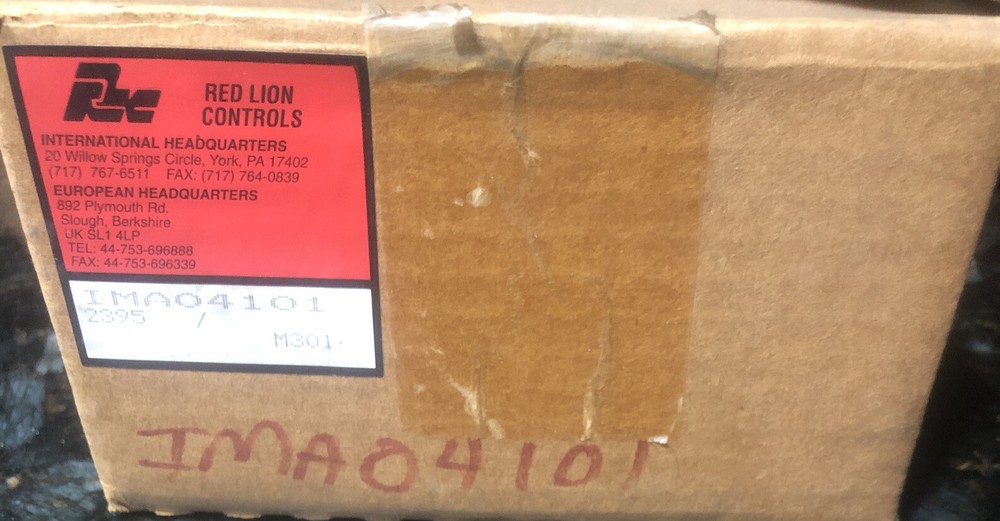 RLC
RED LION
CONTROLS
INTERNATIONAL HEADQUARTERS
20 Willow Springs Circle, York, PA 17402
(717) 767-6511 FAX: (717) 764-0839
EUROPEAN HEADQUARTERS
892 Plymouth Rd.
Slough, Berkshire
UK SL1 4LP
TEL: 44-753-696888
FAX: 44-753-696339
IMA04101
2395 /
M301
IMA04101